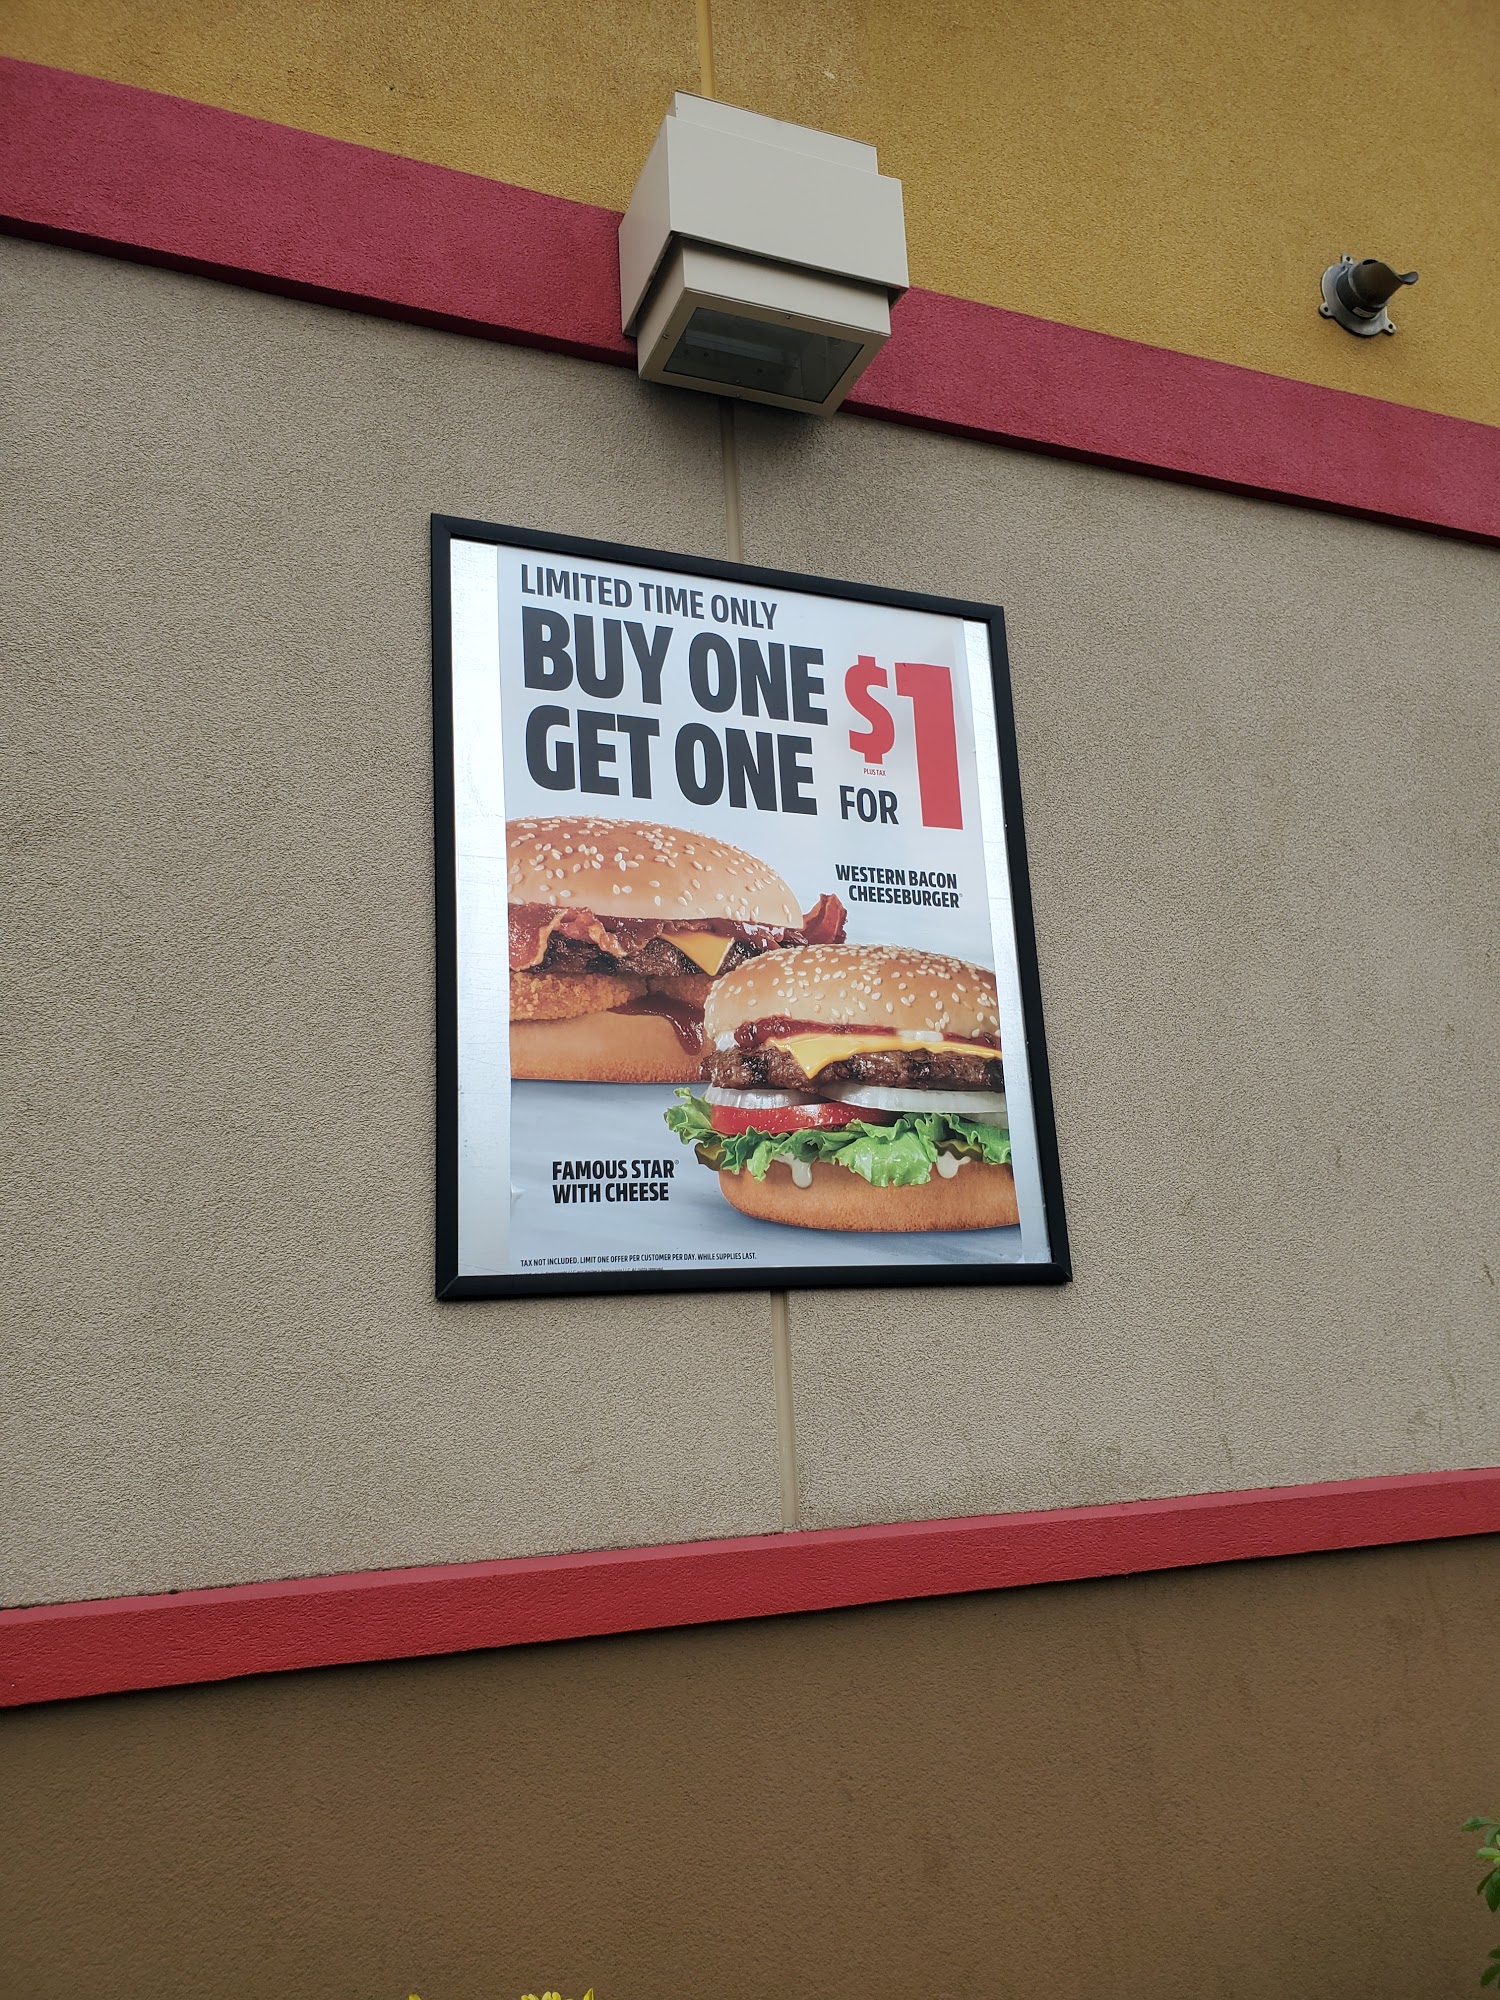 LIMITED TIME ONLY
BUY ONE
GET ONE
$1
PLUS TAX
FOR
WESTERN BACON
CHEESEBURGER®
FAMOUS STAR®
WITH CHEESE
TAX NOT INCLUDED. LIMIT ONE OFFER PER CUSTOMER PER DAY. WHILE SUPPLIES LAST.